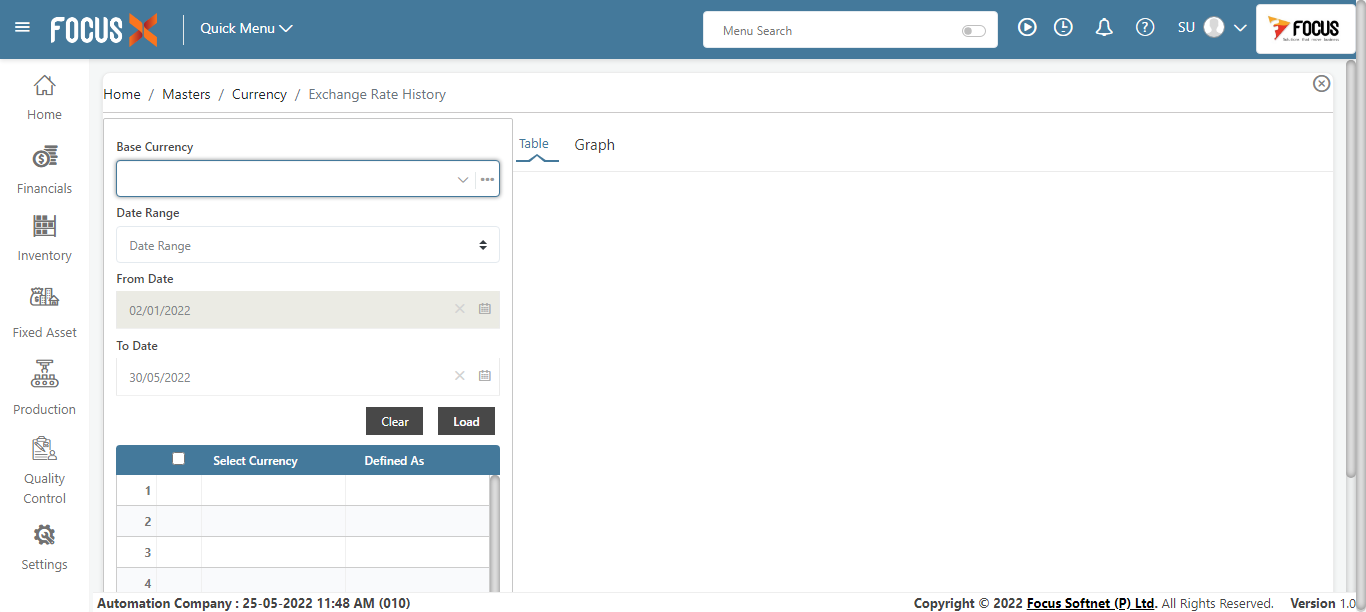 FOCUS X
Quick Menu
Menu Search
SU
FOCUS
Home
Financials
Inventory
Fixed Asset
Production
Quality
Control
Settings
Home / Masters / Currency / Exchange Rate History
Base Currency
Date Range
Date Range
From Date
02/01/2022
To Date
30/05/2022
Clear Load
Select Currency Defined As
1
2
3
4
Table Graph
Automation Company : 25-05-2022 11:48 AM (010)
Copyright © 2022 Focus Softnet (P) Ltd. All Rights Reserved. Version 1.0